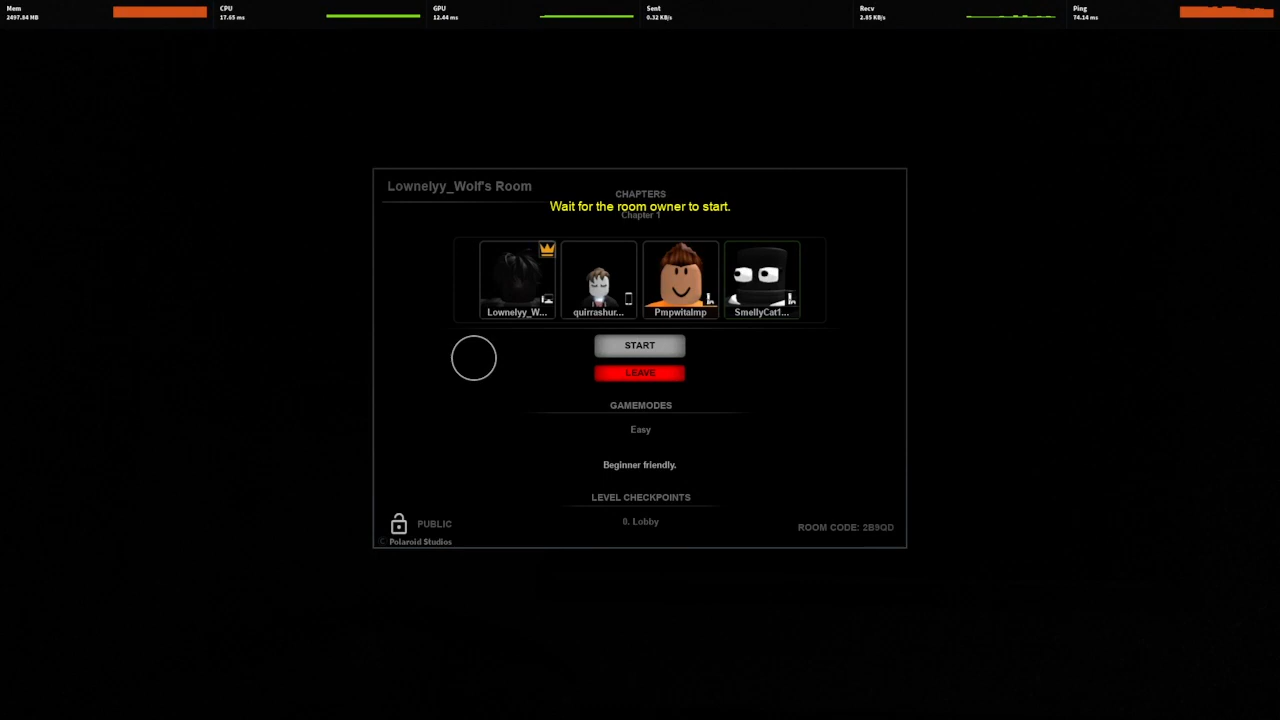 Mem
2497.84 MB
CPU
17.65 ms
GPU
12.44 ms
Sent
0.32 KB/s
Recv
2.85 KB/s
Ping
74.14 ms
Lownelyy_Wolf's Room
CHAPTERS
Wait for the room owner to start.
Chapter 1
Lownelyy_W...
quirrashur...
Pmpwitalmp
SmellyCat1...
START
LEAVE
GAMEMODES
Easy
Beginner friendly.
LEVEL CHECKPOINTS
0. Lobby
PUBLIC
ROOM CODE: 2B9QD
C Polaroid Studios